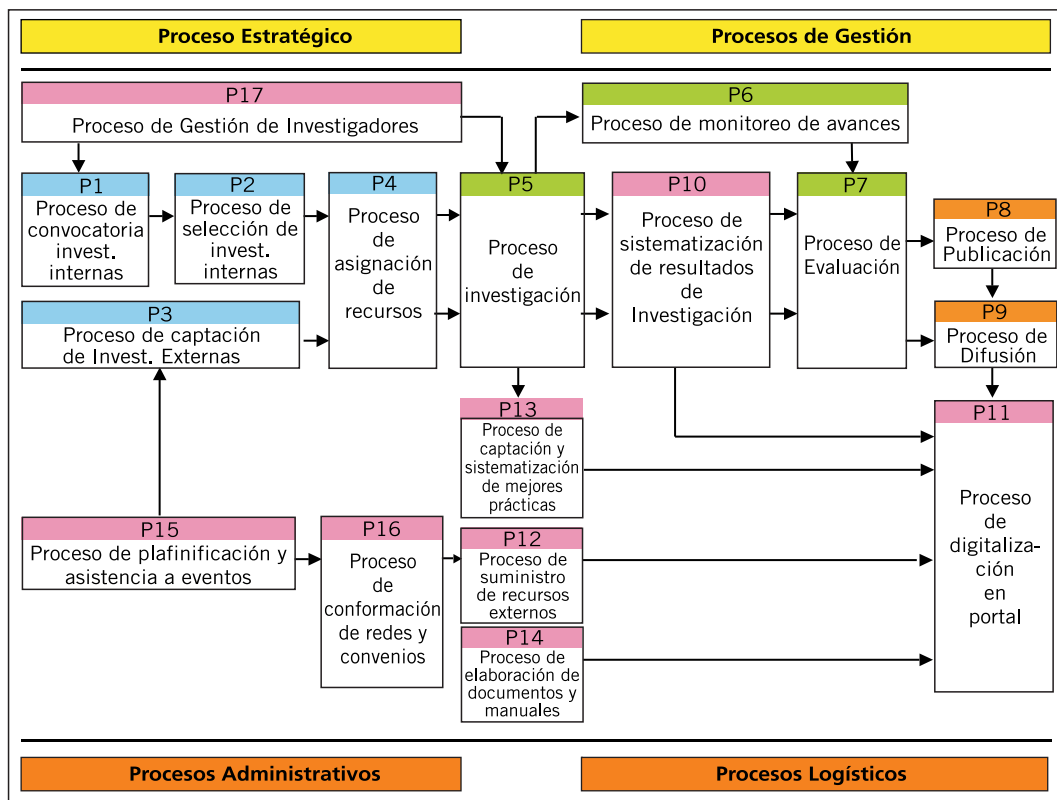 Proceso Estratégico
Procesos de Gestión
P17
Proceso de Gestión de Investigadores
P6
Proceso de monitoreo de avances
P1
Proceso de
convocatoria
invest.
internas
P2
Proceso de
selección de
invest.
internas
P4
Proceso
de
asignación
de
recursos
P5
Proceso
de
investigación
P10
Proceso de
sistematización
de resultados
de
Investigación
P7
Proceso de
Evaluación
P8
Proceso de
Publicación
P3
Proceso de captación
de Invest. Externas
P9
Proceso de
Difusión
P13
Proceso de
captación y
sistematización
de mejores
prácticas
P11
Proceso
de
digitaliza-
ción
en
portal
P15
Proceso de plafinificación y
asistencia a eventos
P16
Proceso
de
conformación
de redes y
convenios
P12
Proceso de
suministro
de recursos
externos
P14
Proceso de
elaboración de
documentos y
manuales
Procesos Administrativos
Procesos Logísticos